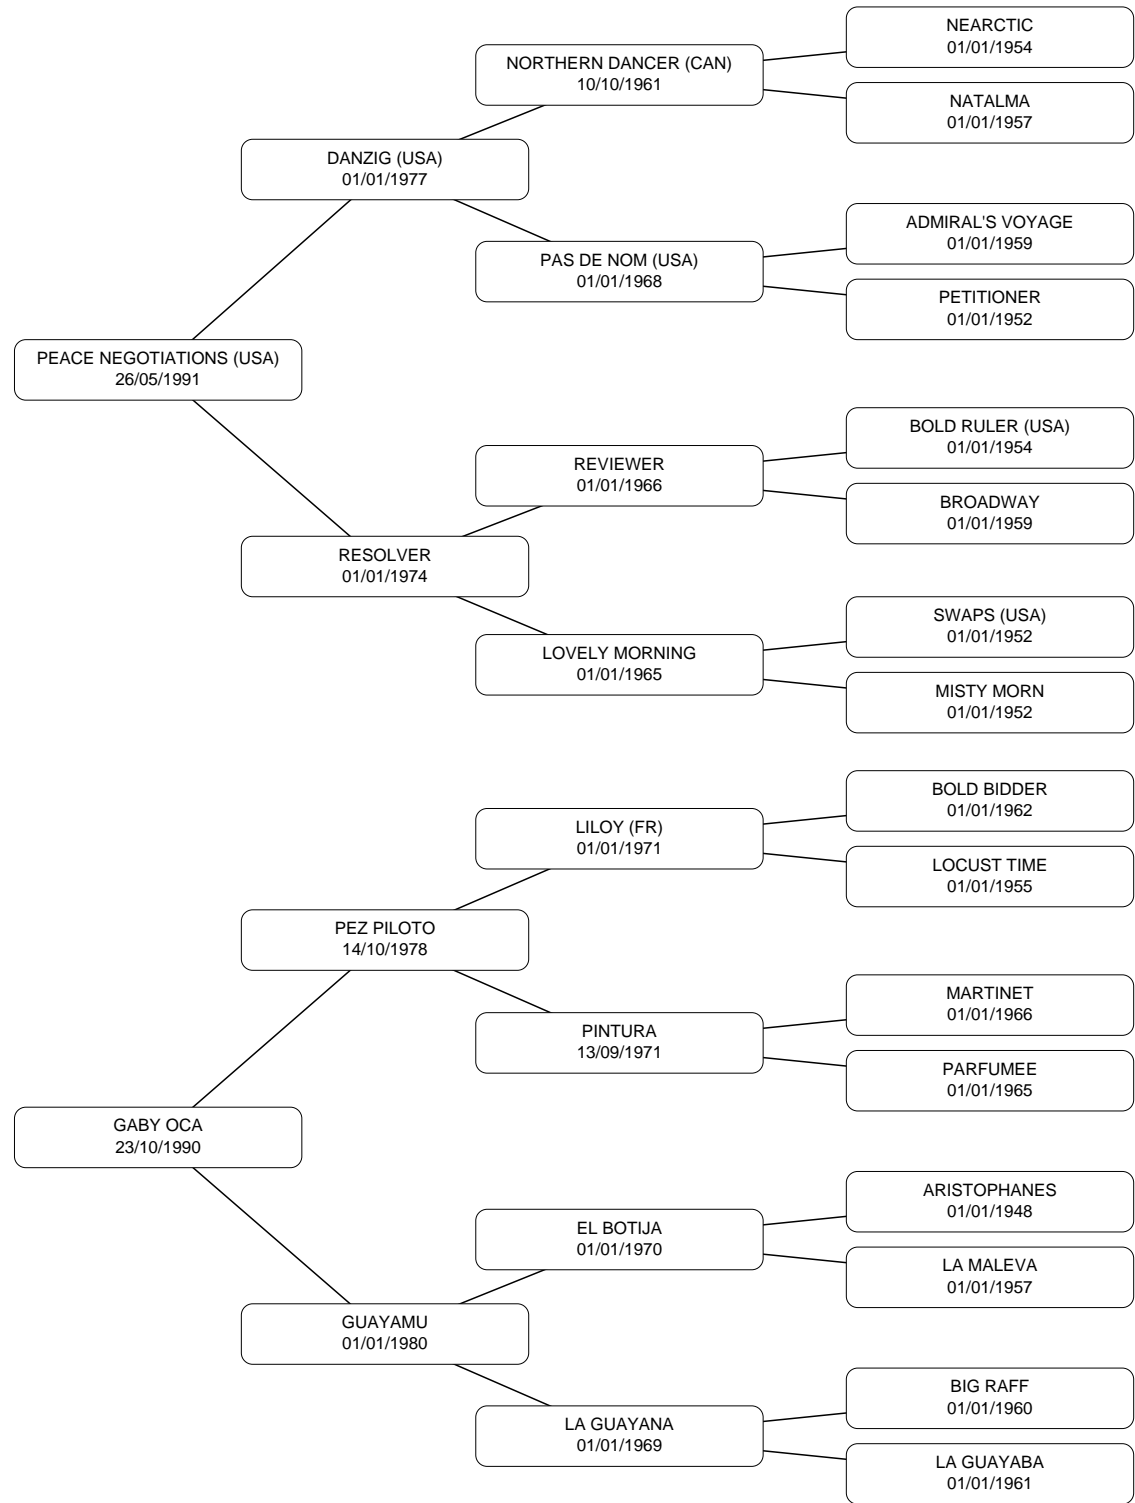 NEARCTIC
01/01/1954
NORTHERN DANCER (CAN)
10/10/1961
NATALMA
01/01/1957
DANZIG (USA)
01/01/1977
ADMIRAL'S VOYAGE
01/01/1959
PAS DE NOM (USA)
01/01/1968
PETITIONER
01/01/1952
PEACE NEGOTIATIONS (USA)
26/05/1991
BOLD RULER (USA)
01/01/1954
REVIEWER
01/01/1966
BROADWAY
01/01/1959
RESOLVER
01/01/1974
SWAPS (USA)
01/01/1952
LOVELY MORNING
01/01/1965
MISTY MORN
01/01/1952
BOLD BIDDER
01/01/1962
LILOY (FR)
01/01/1971
LOCUST TIME
01/01/1955
PEZ PILOTO
14/10/1978
MARTINET
01/01/1966
PINTURA
13/09/1971
PARFUMEE
01/01/1965
GABY OCA
23/10/1990
ARISTOPHANES
01/01/1948
EL BOTIJA
01/01/1970
LA MALEVA
01/01/1957
GUAYAMU
01/01/1980
BIG RAFF
01/01/1960
LA GUAYANA
01/01/1969
LA GUAYABA
01/01/1961